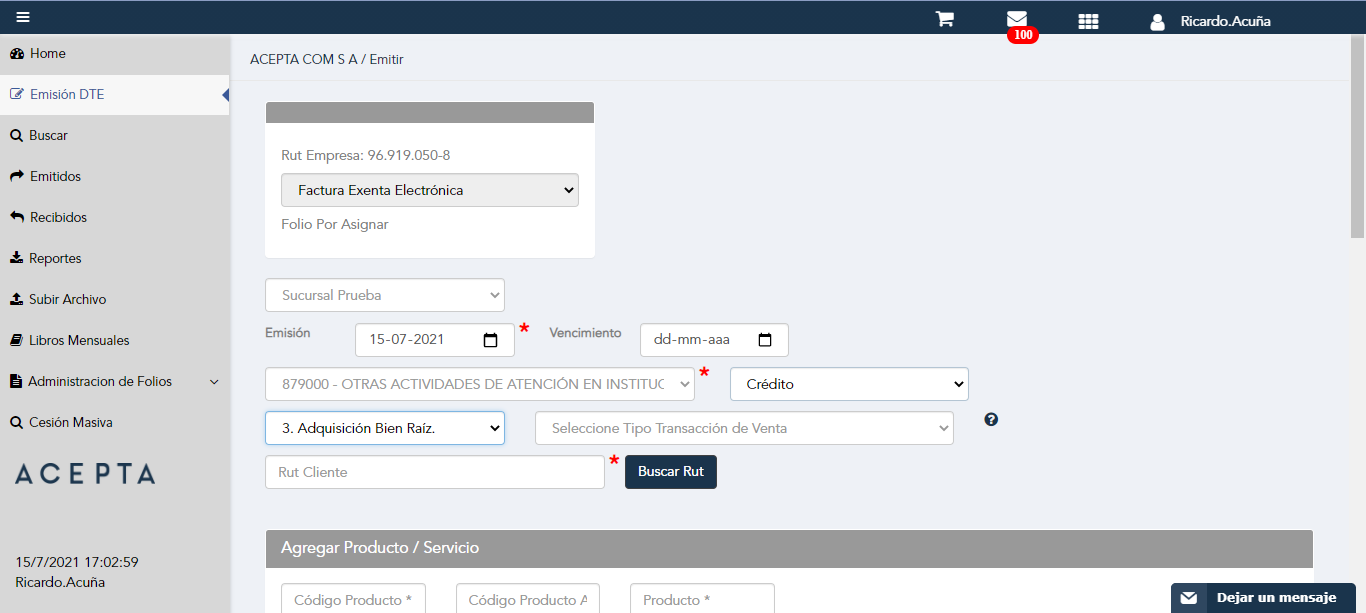 100
Ricardo.Acuña
Home
Emisión DTE
Buscar
Emitidos
Recibidos
Reportes
Subir Archivo
Libros Mensuales
Administracion de Folios
Cesión Masiva
ACEPTA
15/7/2021 17:02:59
Ricardo.Acuña
ACEPTA COM S A / Emitir
Rut Empresa: 96.919.050-8
Factura Exenta Electrónica
Folio Por Asignar
Sucursal Prueba
Emisión 15-07-2021 * Vencimiento dd-mm-aaa
879000 - OTRAS ACTIVIDADES DE ATENCIÓN EN INSTITUC * Crédito
3. Adquisición Bien Raíz. Seleccione Tipo Transacción de Venta ?
Rut Cliente * Buscar Rut
Agregar Producto / Servicio
Código Producto * Código Producto A Producto *
Dejar un mensaje